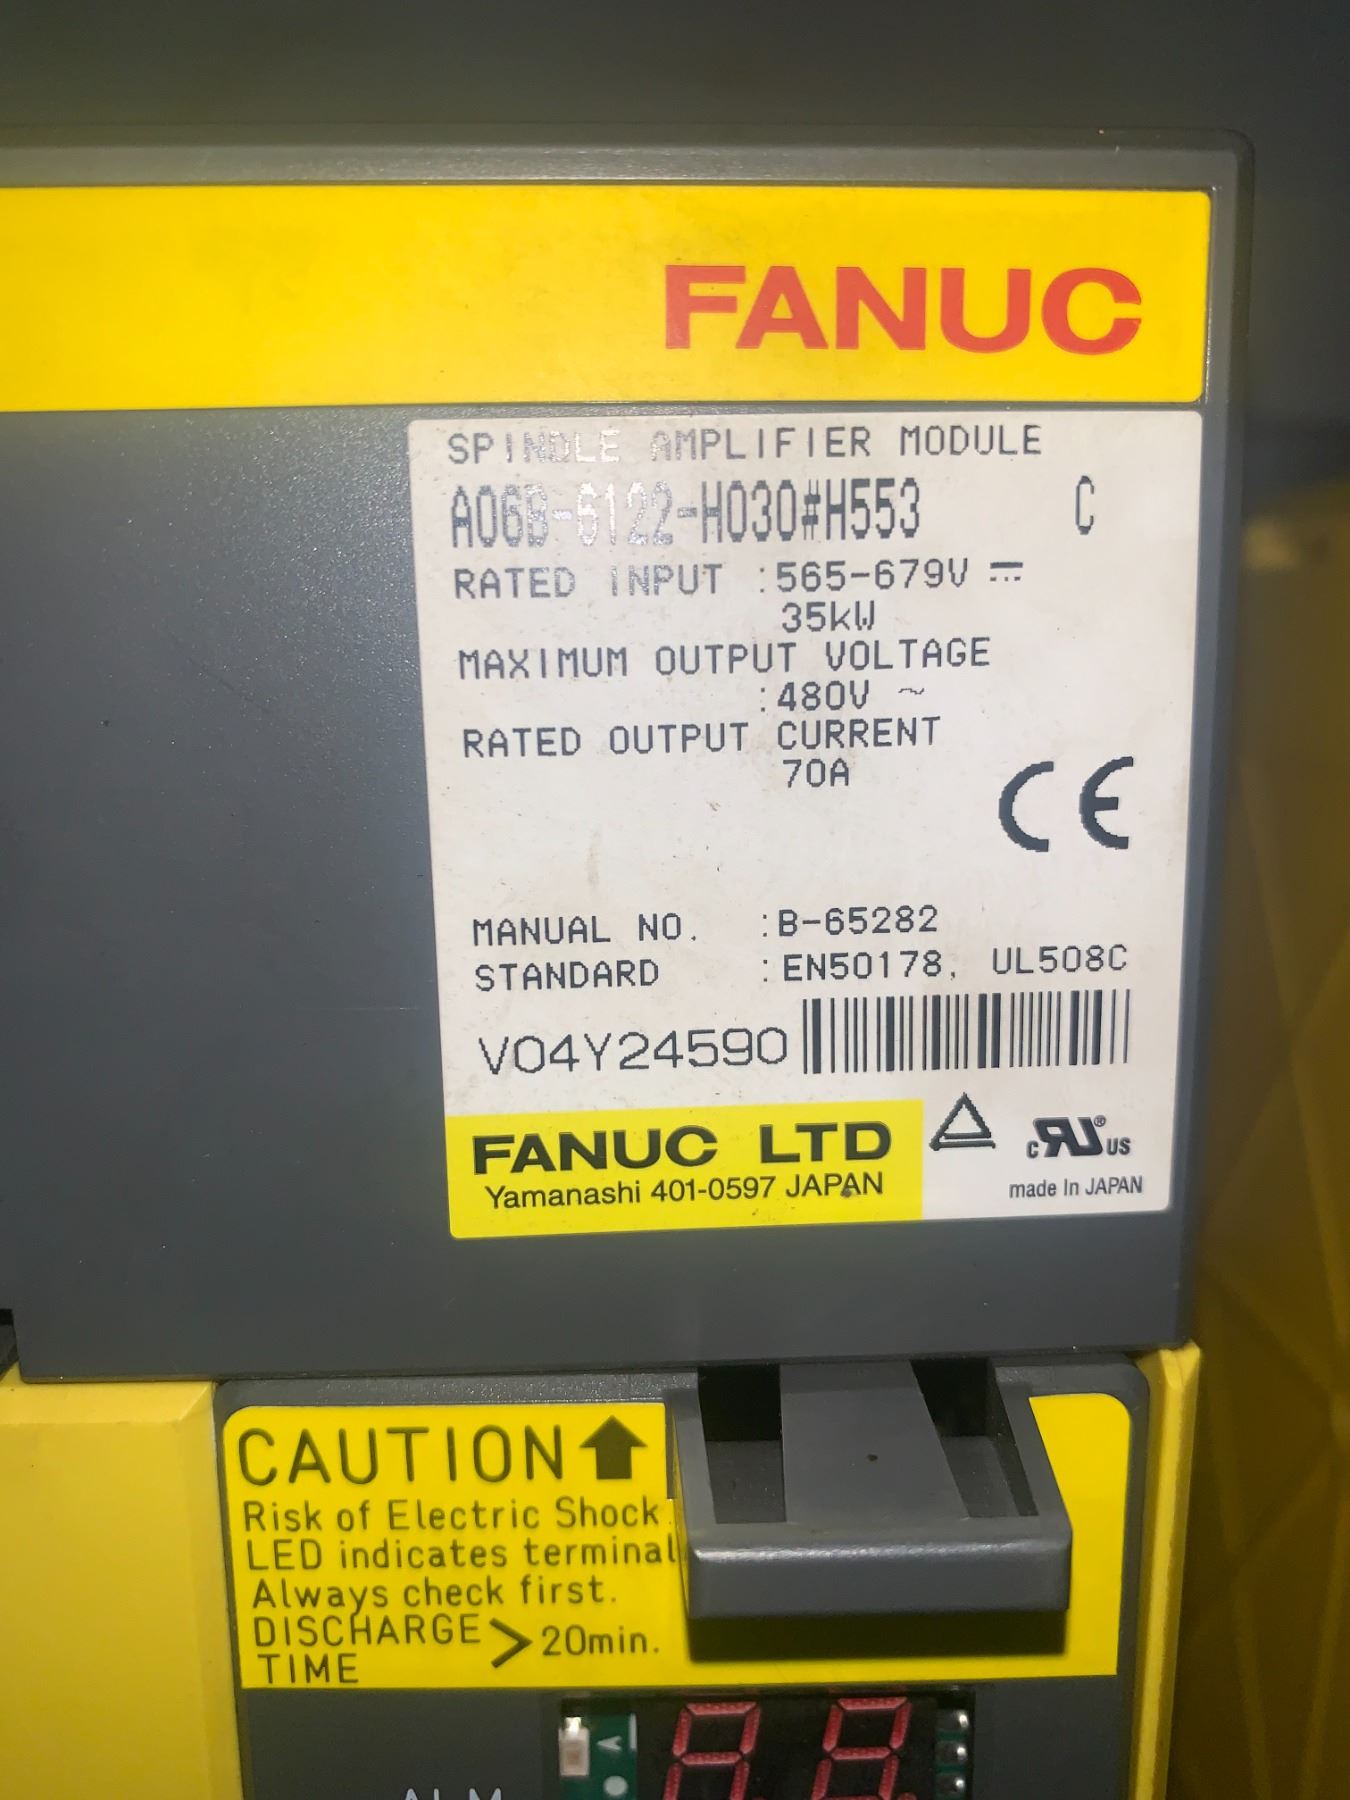 FANUC
SPINDLE AMPLIFIER MODULE
A06B-6122-H030#H553 C
RATED INPUT :565-679V ⎓
35kW
MAXIMUM OUTPUT VOLTAGE
:480V ~
RATED OUTPUT CURRENT
70A
CE
MANUAL NO. :B-65282
STANDARD :EN50178, UL508C
V04Y24590
FANUC LTD
Yamanashi 401-0597 JAPAN
c RU ® US
made In JAPAN
CAUTION
Risk of Electric Shock.
LED indicates terminal
Always check first.
DISCHARGE
TIME > 20min.
ALM